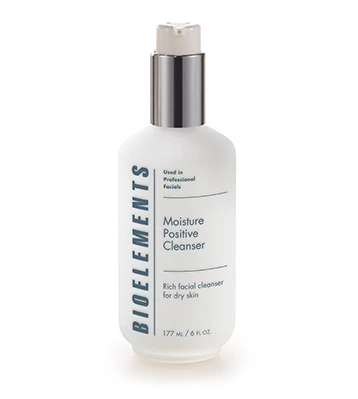 BIOELEMENTS
Used in
Professional
Facials
Moisture
Positive
Cleanser
Rich facial cleanser
for dry skin
177 ML / 6 FL OZ.